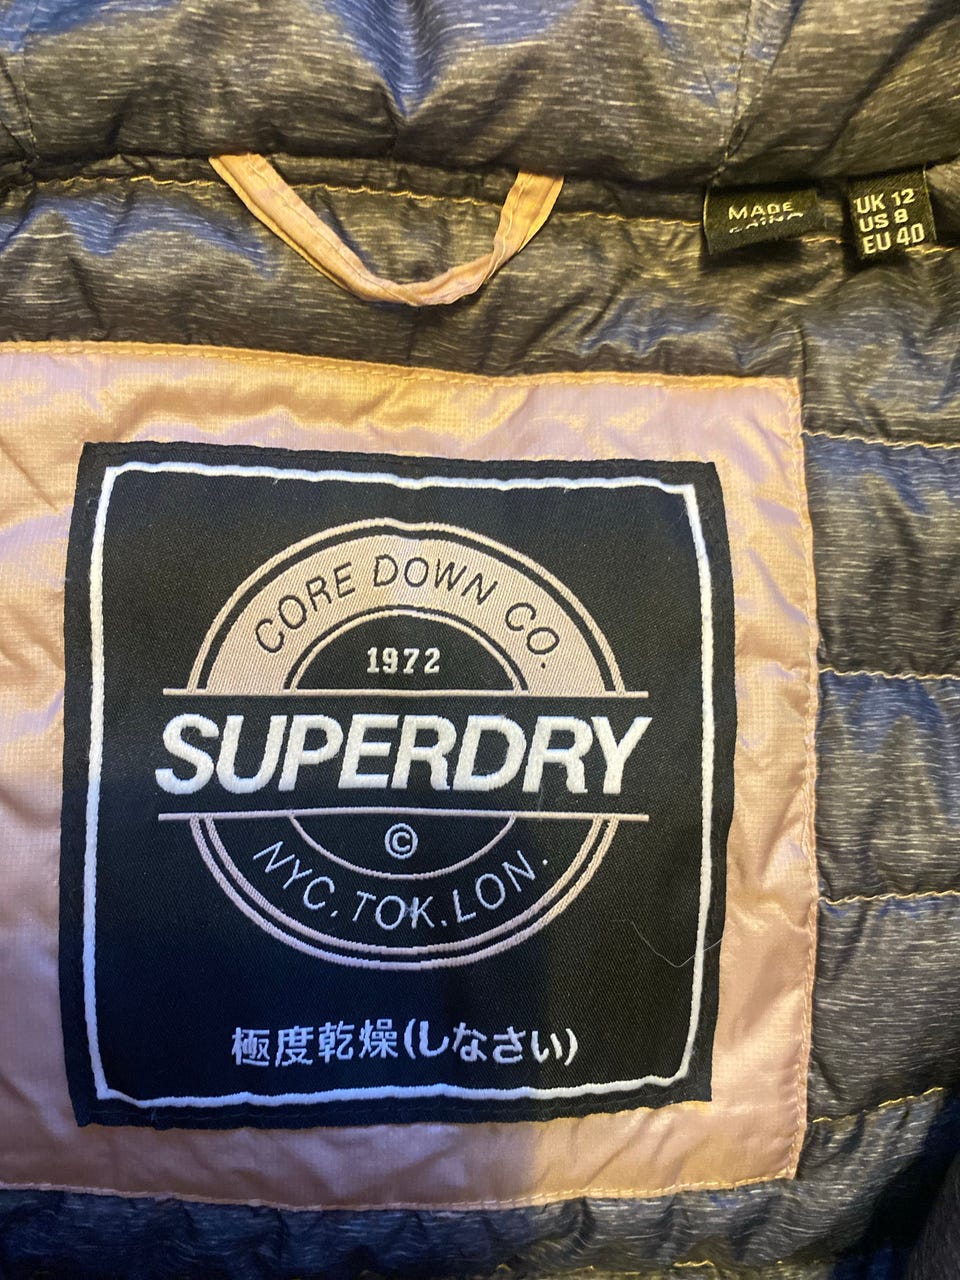 MADE
UK 12
US 8
EU 40
CORE DOWN CO.
1972
SUPERDRY
©
NYC. TOK. LON.
極度乾燥(しなさい)